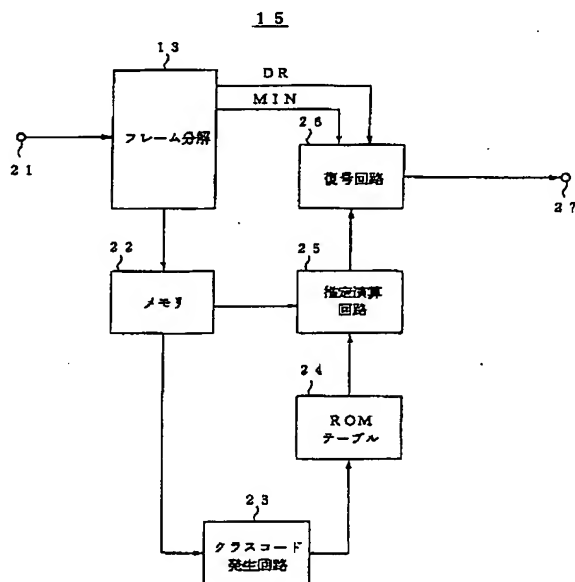 15
13
DR
MIN
フレーム分解
26
復号回路
21
27
22
メモリ
25
推定演算
回路
24
ROM
テーブル
23
クラスコード
発生回路